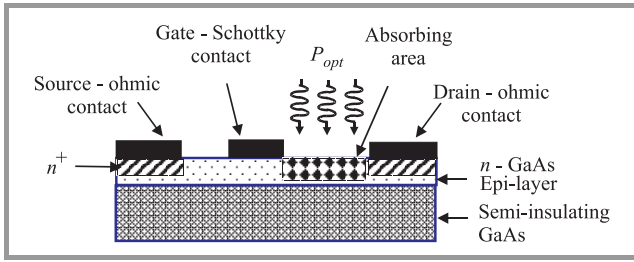 Gate - Schottky
contact
P_opt
Absorbing
area
Source - ohmic
contact
Drain - ohmic
contact
n+
n - GaAs
Epi-layer
Semi-insulating
GaAs